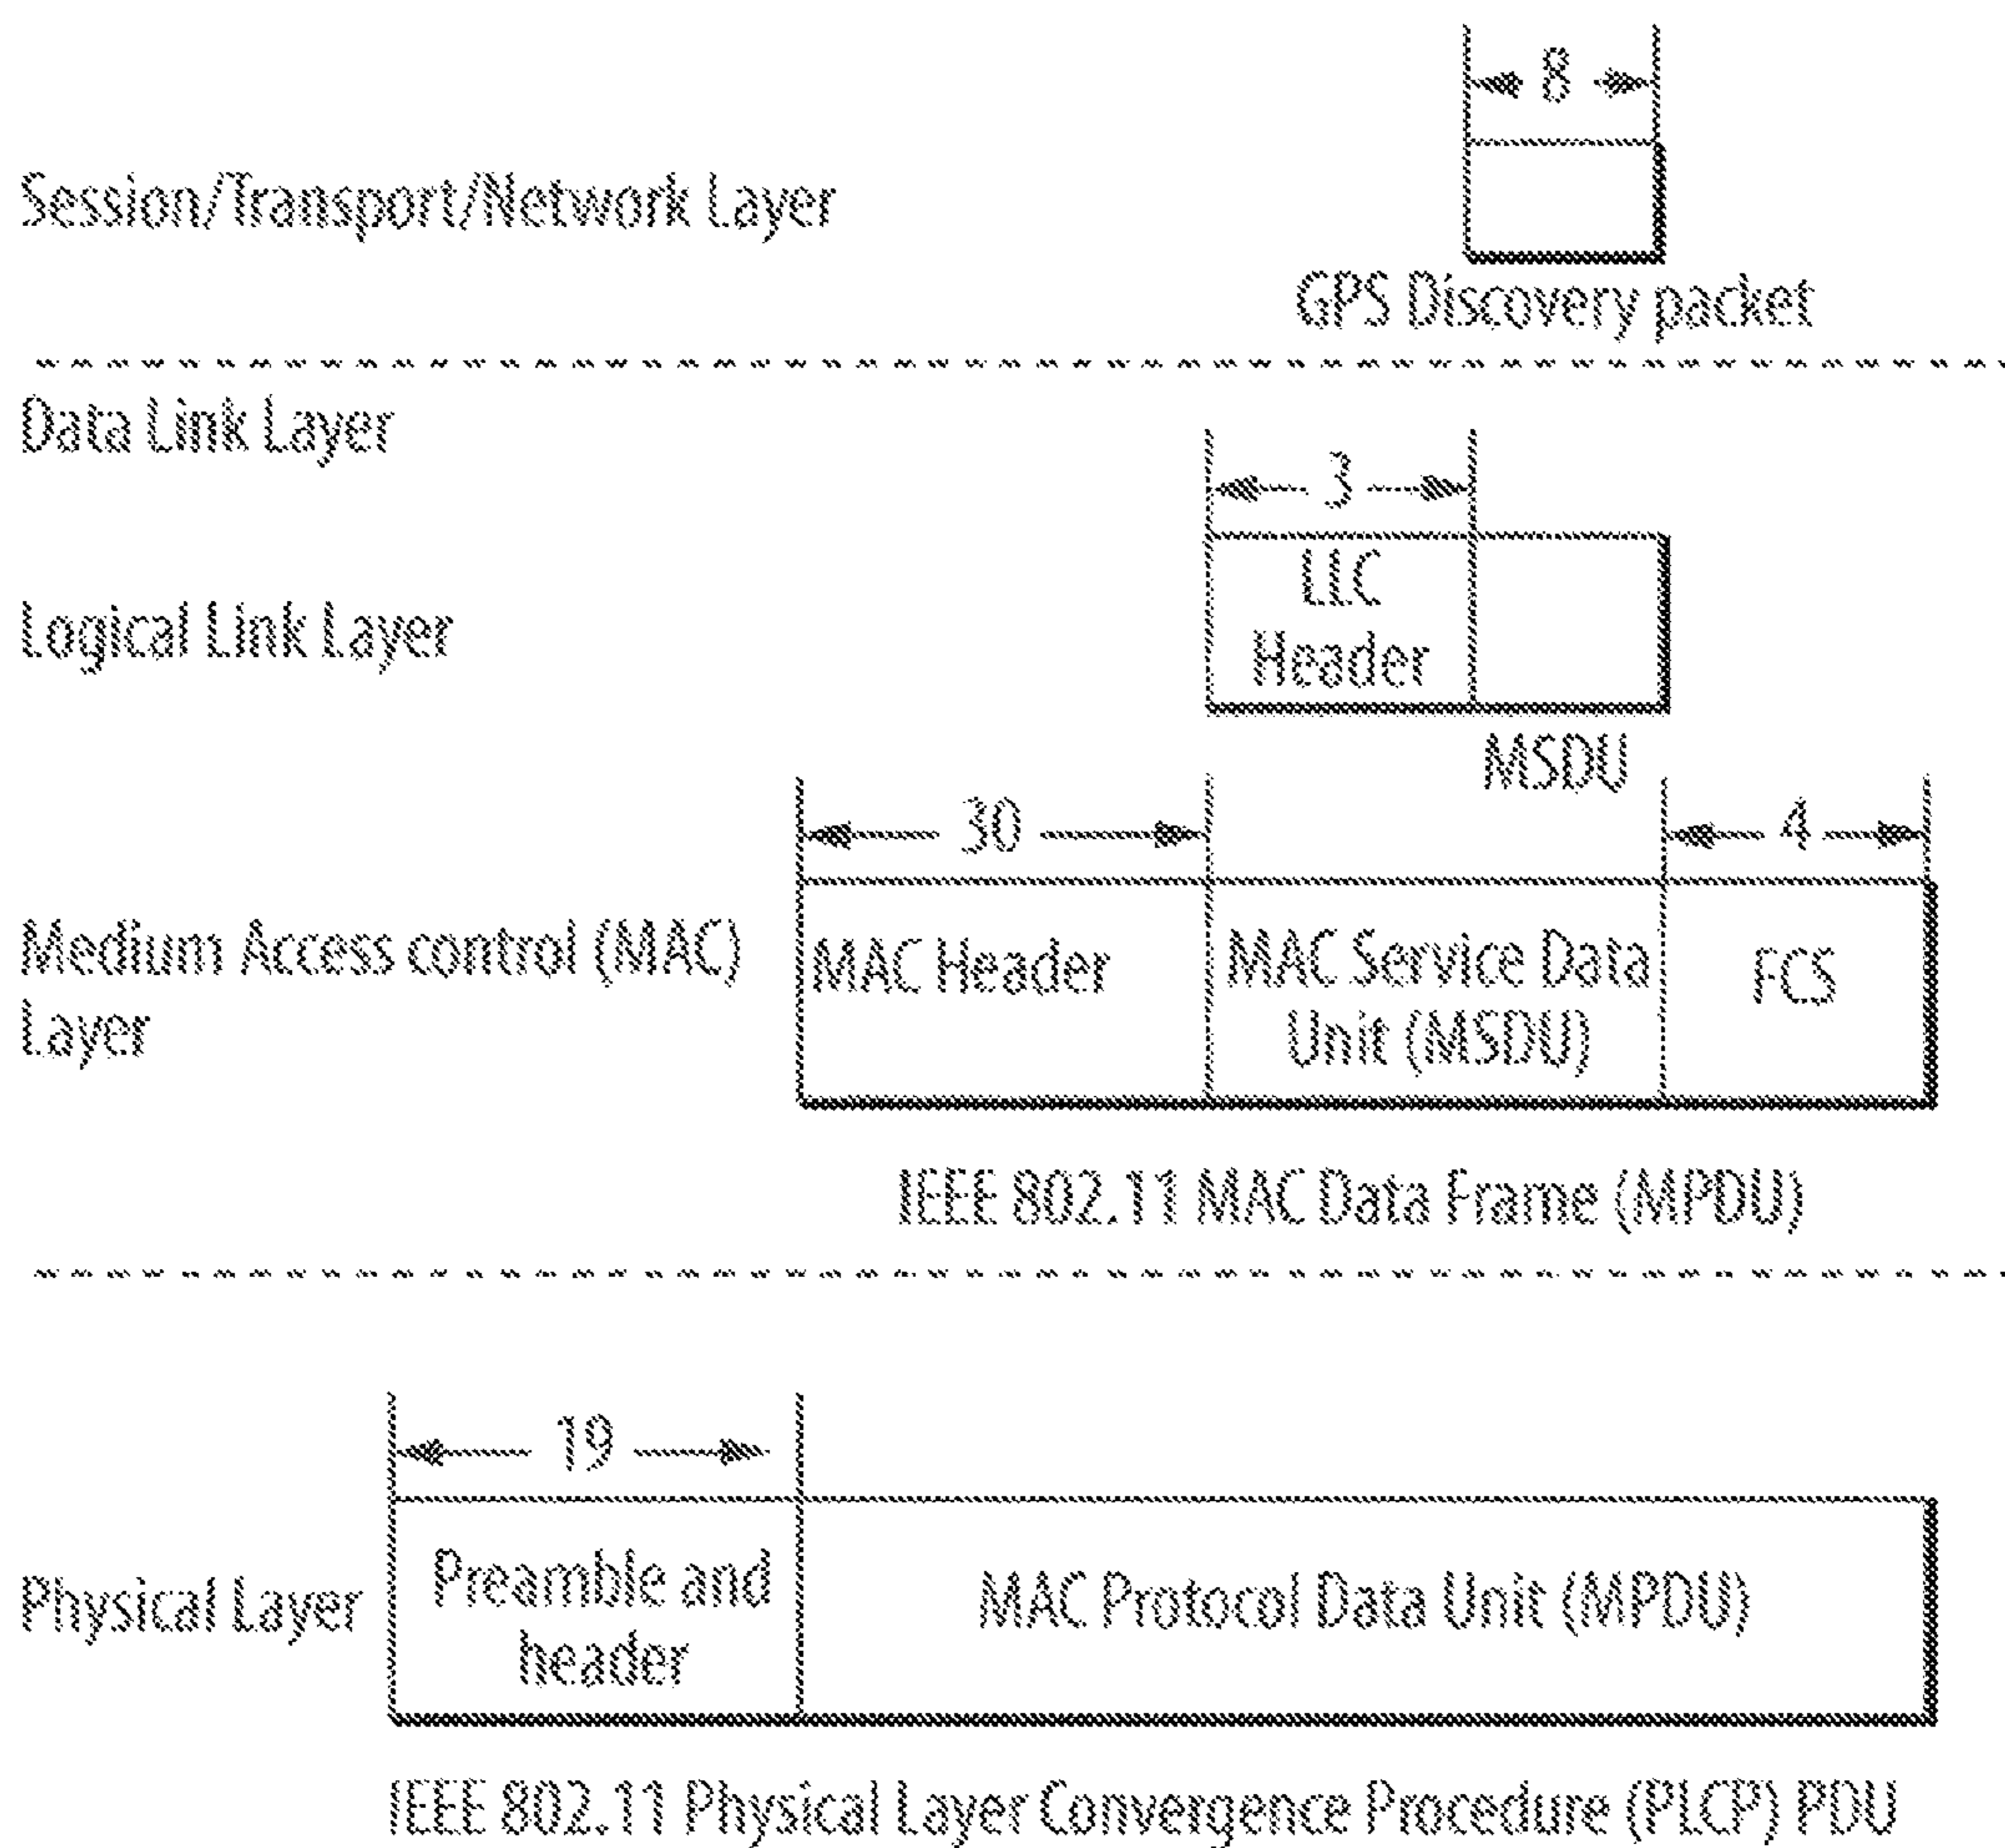 8
Session/Transport/Network Layer
GPS Discovery packet
Data Link Layer
3
LLC
Header
Logical Link Layer
MSDU
30
4
Medium Access control (MAC)
Layer
MAC Header
MAC Service Data
Unit (MSDU)
FCS
IEEE 802.11 MAC Data Frame (MPDU)
19
Physical Layer
Preamble and
header
MAC Protocol Data Unit (MPDU)
IEEE 802.11 Physical Layer Convergence Procedure (PLCP) PDU